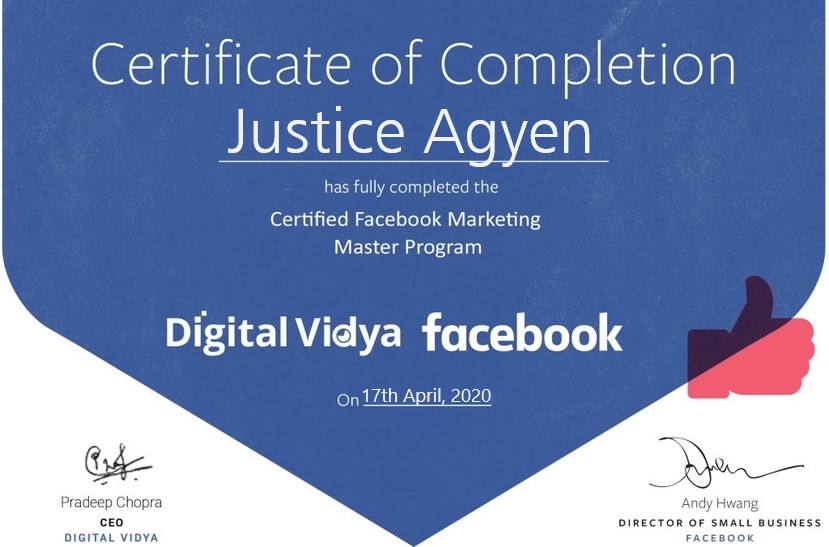 Certificate of Completion
Justice Agyen
has fully completed the
Certified Facebook Marketing
Master Program
Digital Vidya facebook
On 17th April, 2020
Pradeep Chopra
CEO
DIGITAL VIDYA
Andy Hwang
DIRECTOR OF SMALL BUSINESS
FACEBOOK